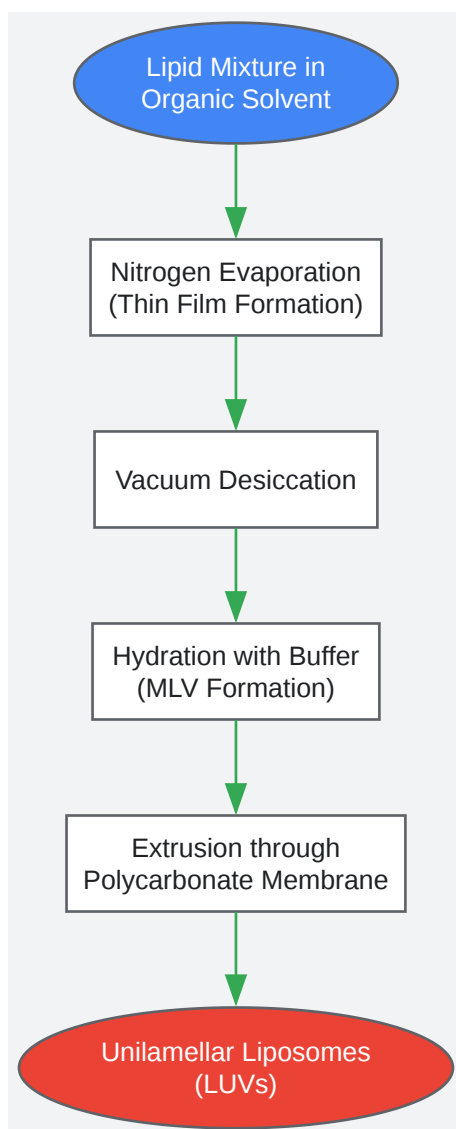 Lipid Mixture in
Organic Solvent
Nitrogen Evaporation
(Thin Film Formation)
Vacuum Desiccation
Hydration with Buffer
(MLV Formation)
Extrusion through
Polycarbonate Membrane
Unilamellar Liposomes
(LUVs)